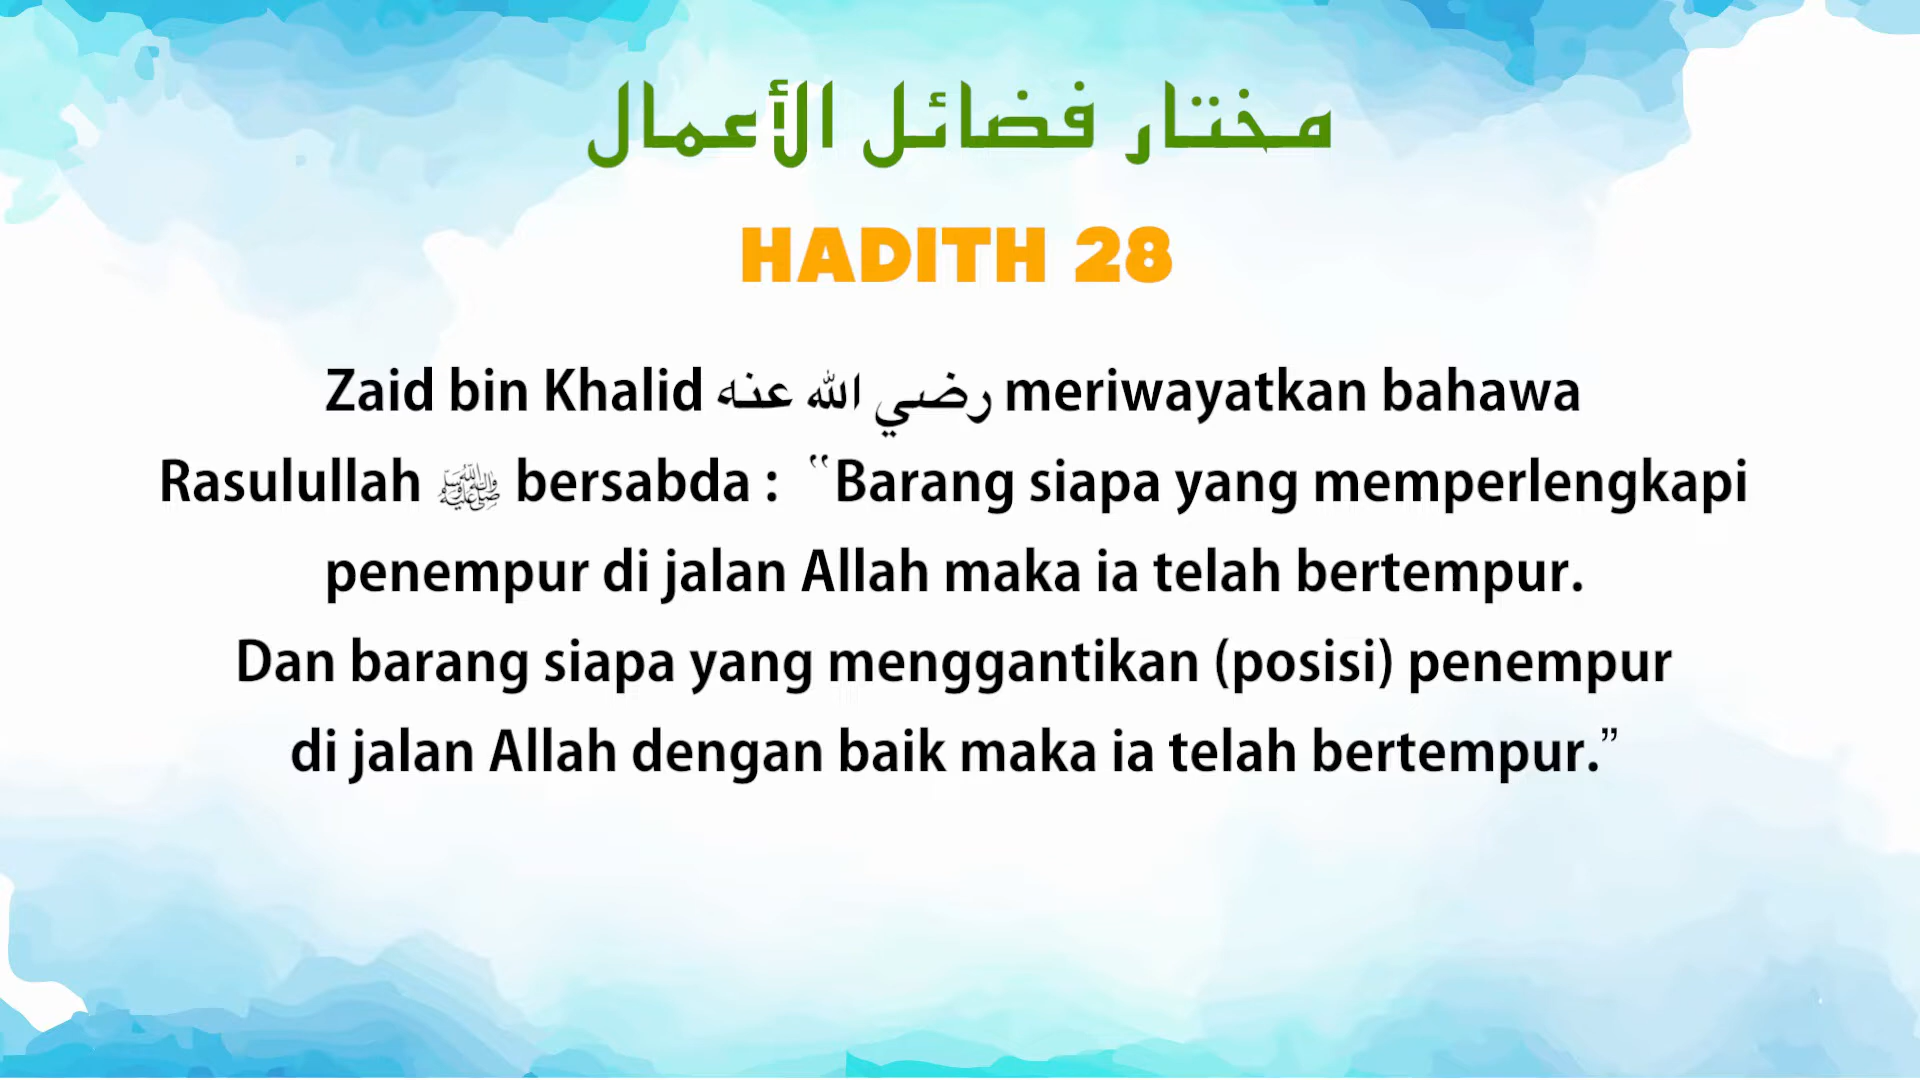 مختار فضائل الأعمال
HADITH 28
Zaid bin Khalid رضي الله عنه meriwayatkan bahawa
Rasulullah ﷺ bersabda : “Barang siapa yang memperlengkapi
penempur di jalan Allah maka ia telah bertempur.
Dan barang siapa yang menggantikan (posisi) penempur
di jalan Allah dengan baik maka ia telah bertempur.”